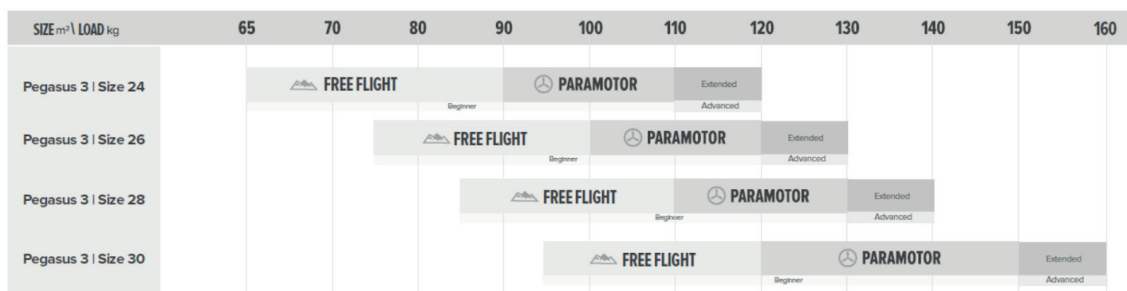 SIZE m² \ LOAD kg 65 70 80 90 100 110 120 130 140 150 160
Pegasus 3 | Size 24 FREE FLIGHT PARAMOTOR Extended
Beginner Advanced
Pegasus 3 | Size 26 FREE FLIGHT PARAMOTOR Extended
Beginner Advanced
Pegasus 3 | Size 28 FREE FLIGHT PARAMOTOR Extended
Beginner Advanced
Pegasus 3 | Size 30 FREE FLIGHT PARAMOTOR Extended
Beginner Advanced